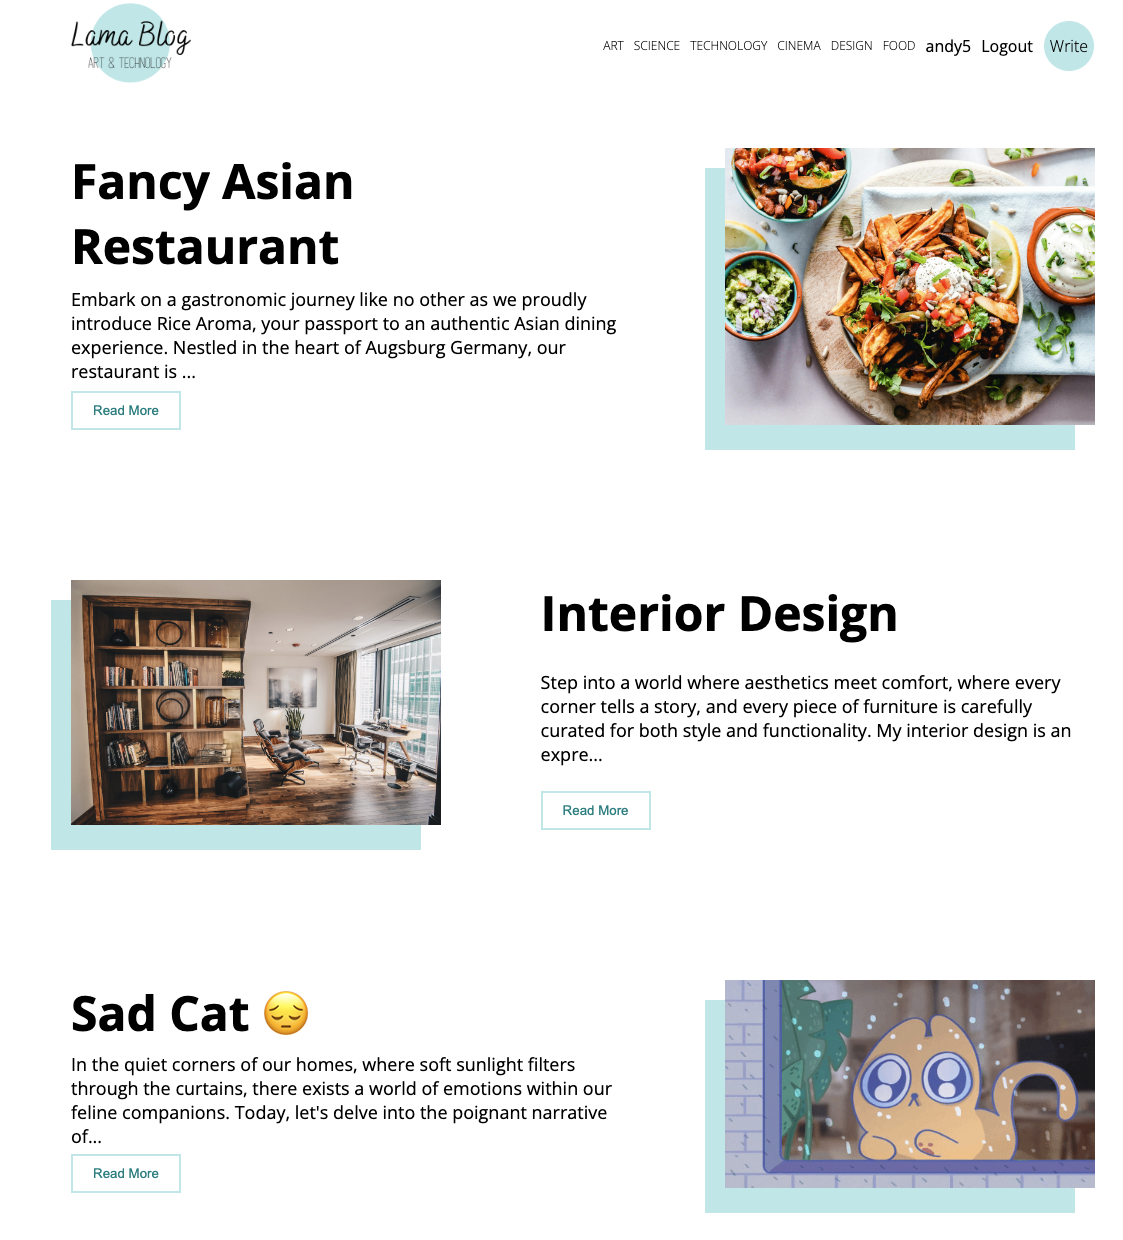 Lama Blog
ART & TECHNOLOGY
ART SCIENCE TECHNOLOGY CINEMA DESIGN FOOD andy5 Logout Write
Fancy Asian
Restaurant
Embark on a gastronomic journey like no other as we proudly
introduce Rice Aroma, your passport to an authentic Asian dining
experience. Nestled in the heart of Augsburg Germany, our
restaurant is ...
Read More
Interior Design
Step into a world where aesthetics meet comfort, where every
corner tells a story, and every piece of furniture is carefully
curated for both style and functionality. My interior design is an
expre...
Read More
Sad Cat 😔
In the quiet corners of our homes, where soft sunlight filters
through the curtains, there exists a world of emotions within our
feline companions. Today, let's delve into the poignant narrative
of...
Read More